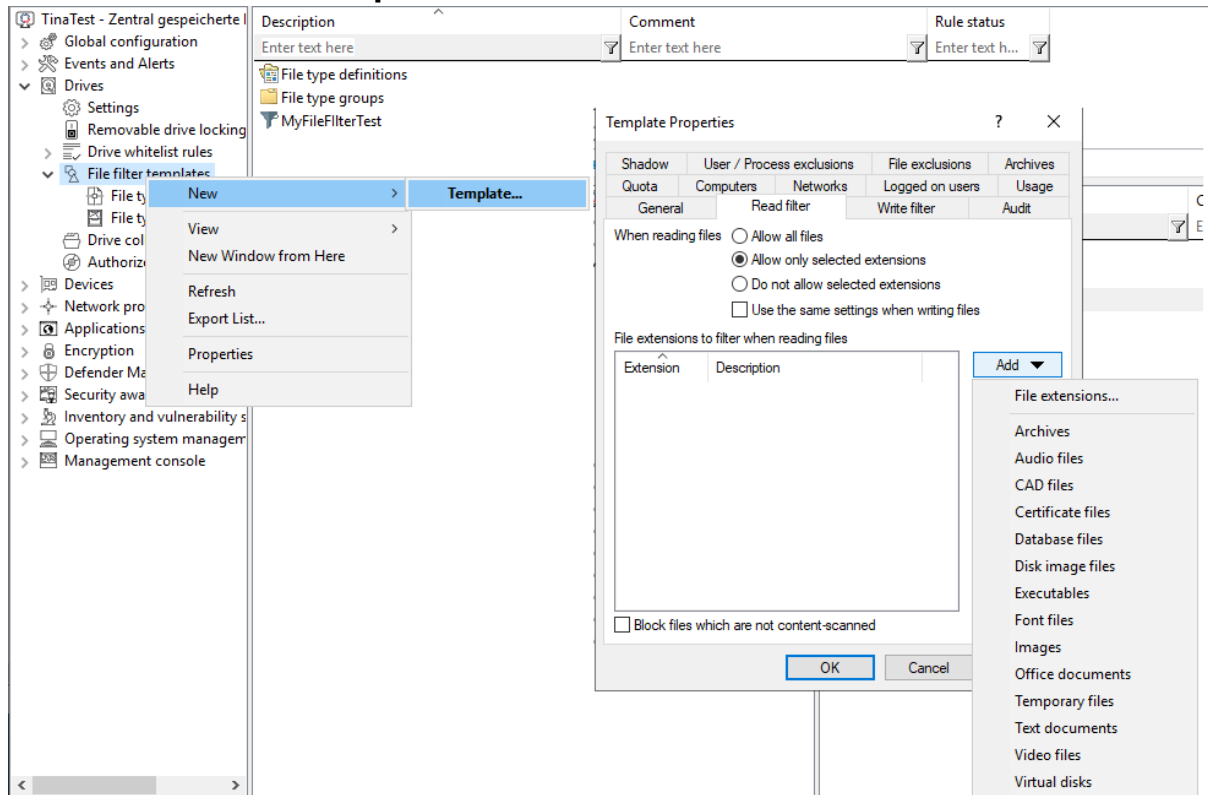 TinaTest - Zentral gespeicherte
Global configuration
Events and Alerts
Drives
Settings
Removable drive locking
Drive whitelist rules
File filter templates
File ty
File ty
Drive col
Authoriz
Devices
Network pro
Applications
Encryption
Defender Ma
Security awa
Inventory and vulnerability s
Operating system managem
Management console
New
View
New Window from Here
Refresh
Export List...
Properties
Help
Template...
Description Comment Rule status
Enter text here Enter text here Enter text h...
File type definitions
File type groups
MyFileFIlterTest
Template Properties ? ×
Shadow User / Process exclusions File exclusions Archives
Quota Computers Networks Logged on users Usage
General Read filter Write filter Audit
When reading files Allow all files
Allow only selected extensions
Do not allow selected extensions
Use the same settings when writing files
File extensions to filter when reading files
Extension Description
Add
Block files which are not content-scanned
OK Cancel
File extensions...
Archives
Audio files
CAD files
Certificate files
Database files
Disk image files
Executables
Font files
Images
Office documents
Temporary files
Text documents
Video files
Virtual disks